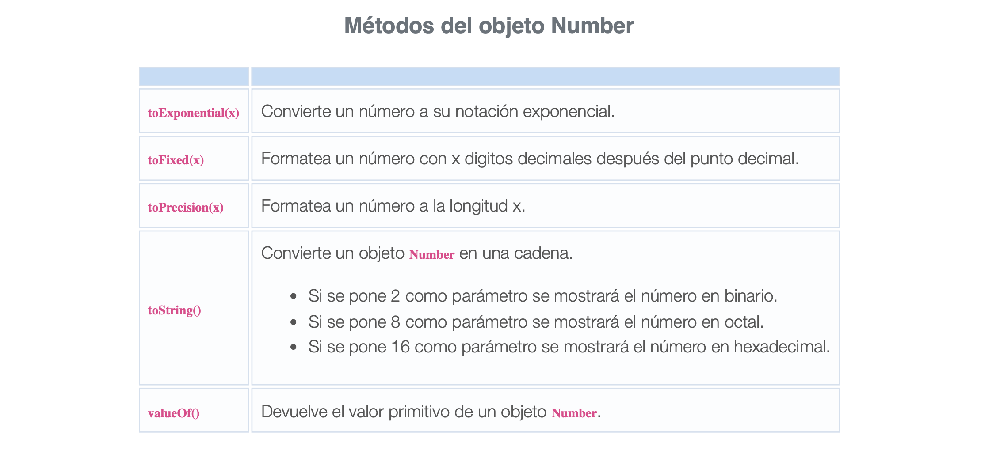 Métodos del objeto Number
toExponential(x) Convierte un número a su notación exponencial.
toFixed(x) Formatea un número con x digitos decimales después del punto decimal.
toPrecision(x) Formatea un número a la longitud x.
toString() Convierte un objeto Number en una cadena.
• Si se pone 2 como parámetro se mostrará el número en binario.
• Si se pone 8 como parámetro se mostrará el número en octal.
• Si se pone 16 como parámetro se mostrará el número en hexadecimal.
valueOf() Devuelve el valor primitivo de un objeto Number.